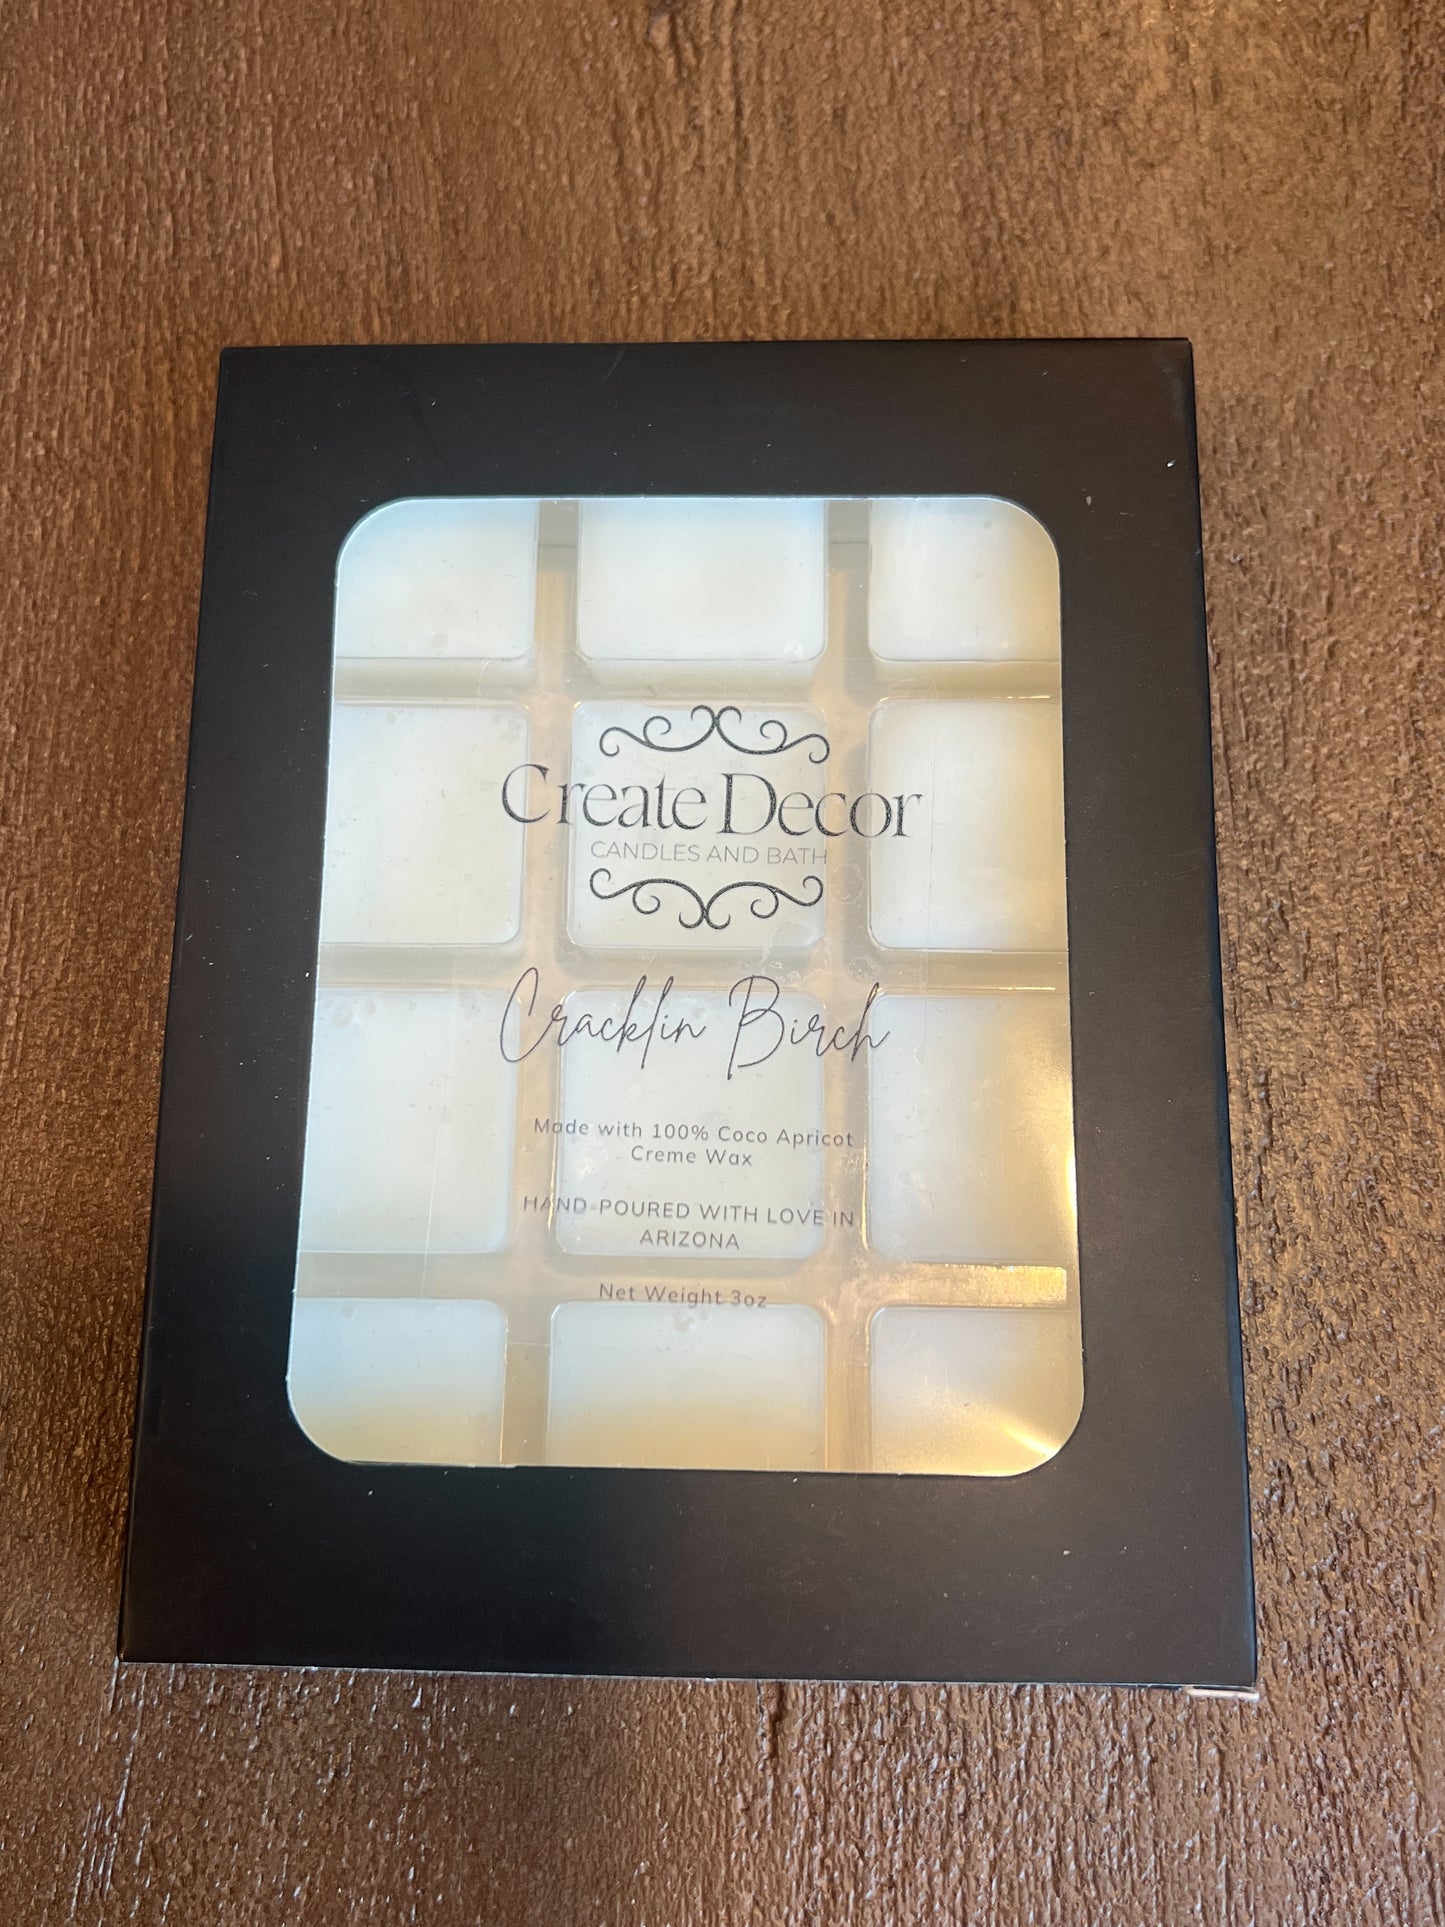 Create Decor
CANDLES AND BATH
Cracklin Birch
Made with 100% Coco Apricot
Creme Wax
HAND-POURED WITH LOVE IN
ARIZONA
Net Weight 3oz